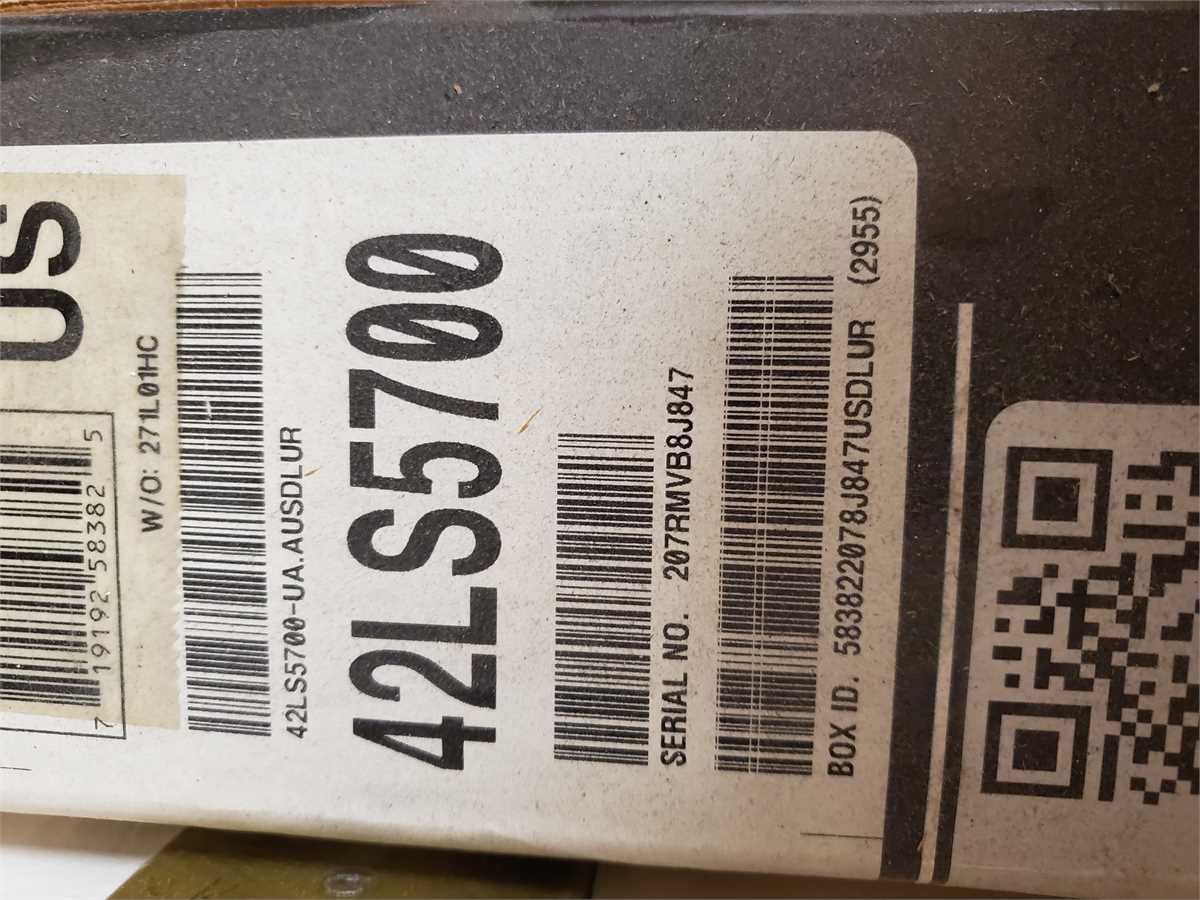 US
7 19192 58382 5
W/O: 271L01HC
42LS5700-UA.AUSDLUR
42LS5700
SERIAL NO. 207RMVB8J847
BOX ID. 583822078J847USDLUR (2955)